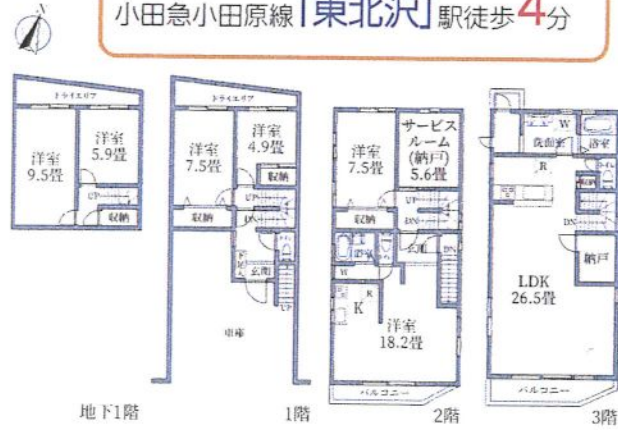 小田急小田原線「東北沢」駅徒歩4分
ドライエリア
洋室
9.5畳
洋室
5.9畳
UP
収納
地下1階
ドライエリア
洋室
7.5畳
洋室
4.9畳
収納
収納
UP
DN
玄関
UP
車庫
1階
洋室
7.5畳
サービス
ルーム
(納戸)
5.6畳
収納
UP
DN
浴室
玄関
DN
W
K
R
洋室
18.2畳
バルコニー
2階
W
洗面室
浴室
R
DN
納戸
LDK
26.5畳
バルコニー
3階